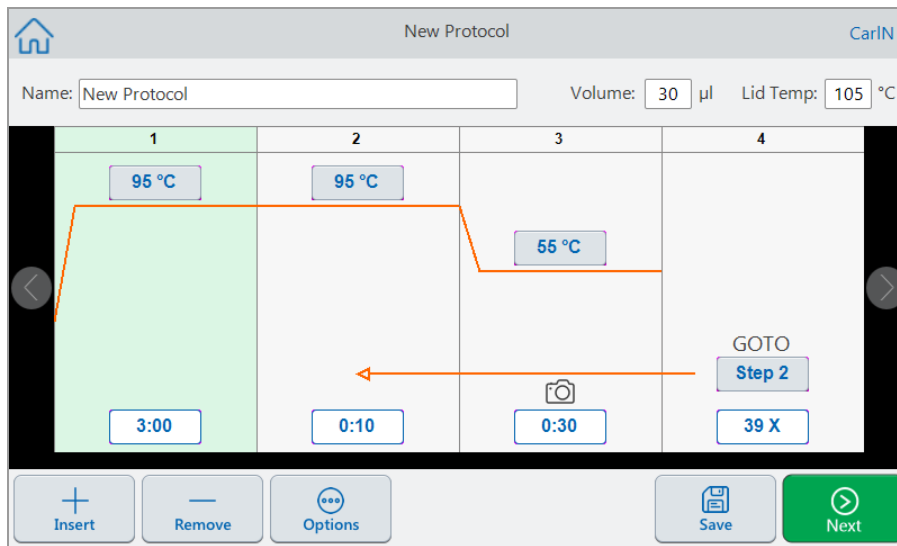 New Protocol
CarlN
Name: New Protocol
Volume: 30 µl
Lid Temp: 105 °C
1 2 3 4
95 °C 95 °C
55 °C
GOTO
Step 2
3:00 0:10 0:30 39 X
Insert Remove Options Save Next